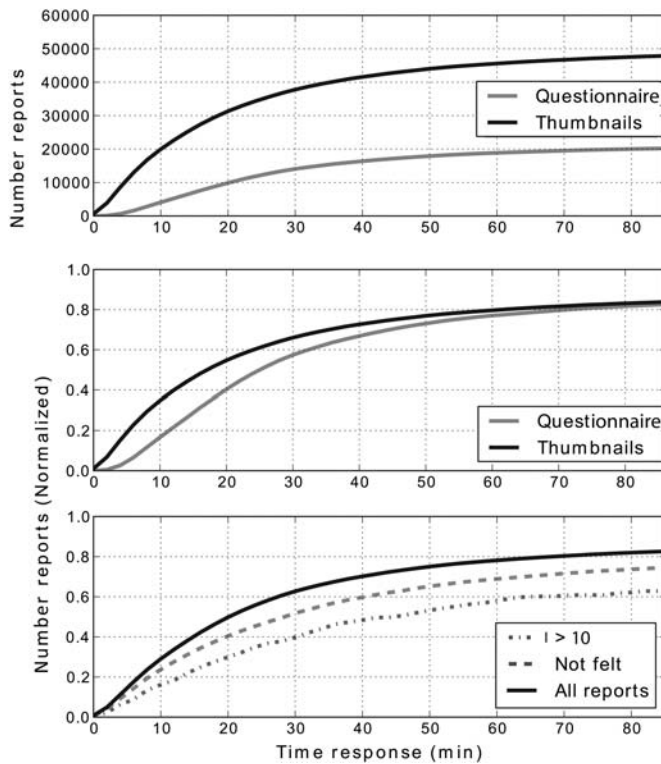 60000
50000
40000
30000
20000
10000
0
Number reports
Questionnaire
Thumbnails
0 10 20 30 40 50 60 70 80
1.0
0.8
0.6
0.4
0.2
0.0
Questionnaire
Thumbnails
0 10 20 30 40 50 60 70 80
Number reports (Normalized)
1.0
0.8
0.6
0.4
0.2
0.0
I > 10
Not felt
All reports
0 10 20 30 40 50 60 70 80
Time response (min)